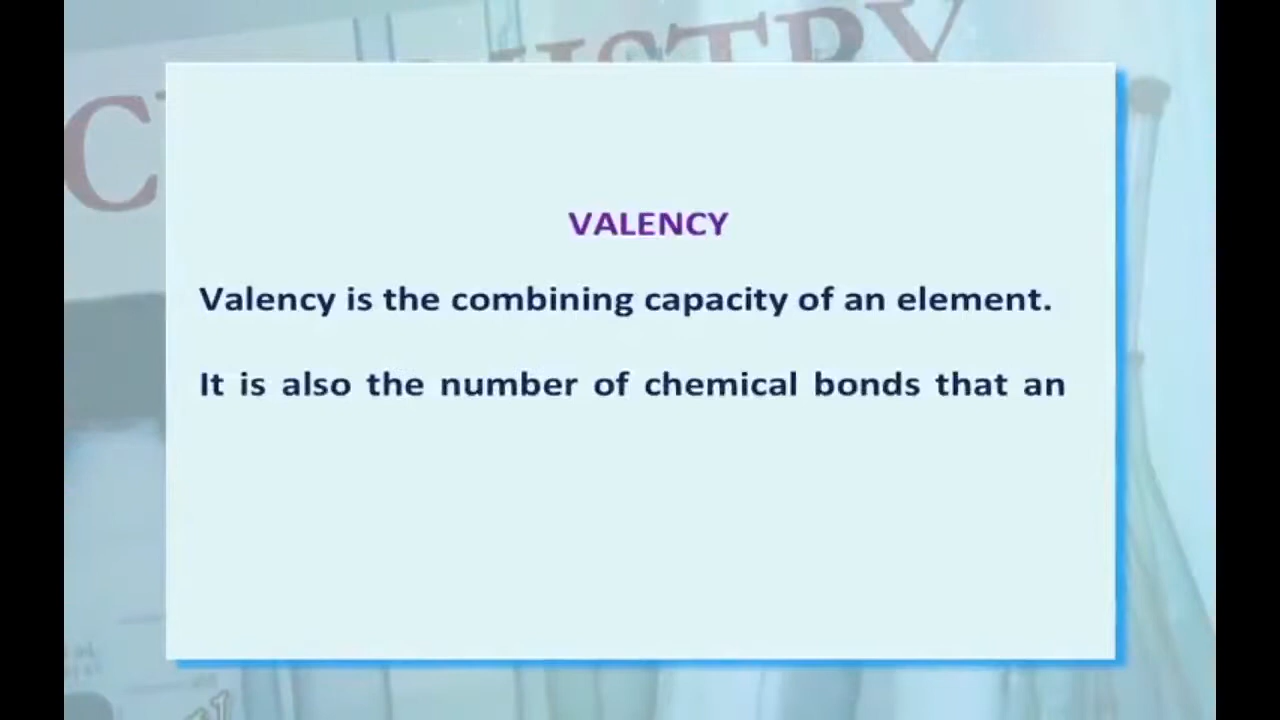 VALENCY
Valency is the combining capacity of an element.
It is also the number of chemical bonds that an